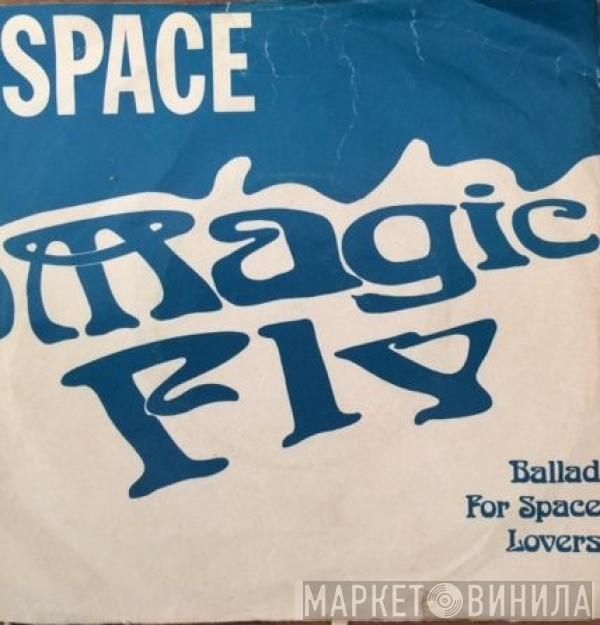 SPACE
Magic
Fly
Ballad
For Space
Lovers
МАРКЕТ ВИНИЛА